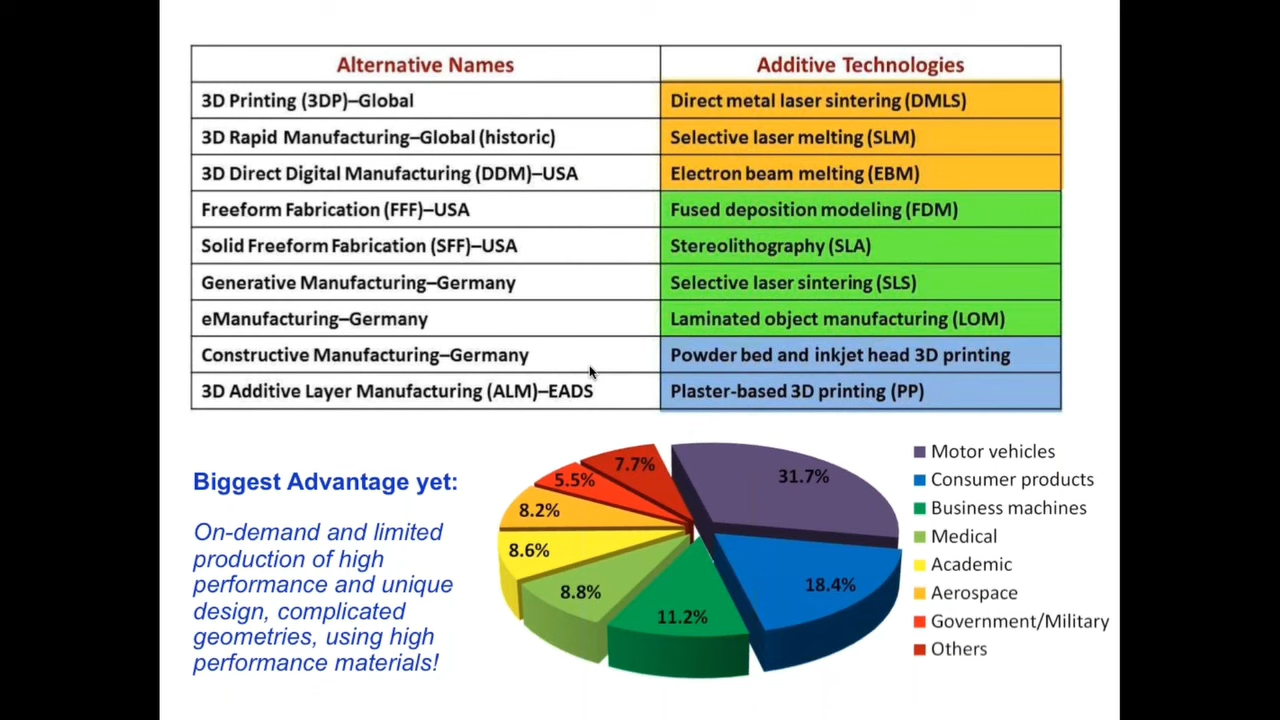 Alternative Names
Additive Technologies
3D Printing (3DP)–Global
Direct metal laser sintering (DMLS)
3D Rapid Manufacturing–Global (historic)
Selective laser melting (SLM)
3D Direct Digital Manufacturing (DDM)–USA
Electron beam melting (EBM)
Freeform Fabrication (FFF)–USA
Fused deposition modeling (FDM)
Solid Freeform Fabrication (SFF)–USA
Stereolithography (SLA)
Generative Manufacturing–Germany
Selective laser sintering (SLS)
eManufacturing–Germany
Laminated object manufacturing (LOM)
Constructive Manufacturing–Germany
Powder bed and inkjet head 3D printing
3D Additive Layer Manufacturing (ALM)–EADS
Plaster-based 3D printing (PP)
Biggest Advantage yet:
On-demand and limited
production of high
performance and unique
design, complicated
geometries, using high
performance materials!
31.7%
18.4%
11.2%
8.8%
8.6%
8.2%
5.5%
7.7%
Motor vehicles
Consumer products
Business machines
Medical
Academic
Aerospace
Government/Military
Others